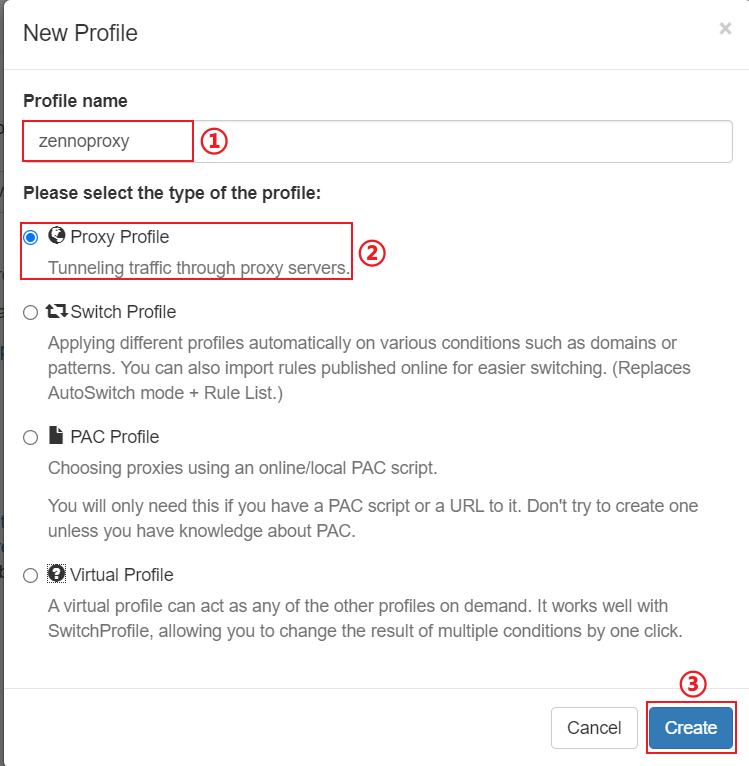 New Profile ×
Profile name
zennoproxy ①
Please select the type of the profile:
Proxy Profile
Tunneling traffic through proxy servers. ②
Switch Profile
Applying different profiles automatically on various conditions such as domains or
patterns. You can also import rules published online for easier switching. (Replaces
AutoSwitch mode + Rule List.)
PAC Profile
Choosing proxies using an online/local PAC script.
You will only need this if you have a PAC script or a URL to it. Don't try to create one
unless you have knowledge about PAC.
Virtual Profile
A virtual profile can act as any of the other profiles on demand. It works well with
SwitchProfile, allowing you to change the result of multiple conditions by one click.
③
Cancel Create